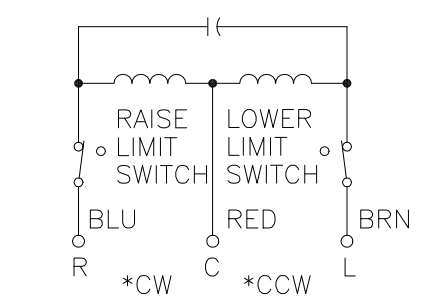 RAISE LOWER
LIMIT LIMIT
SWITCH SWITCH
BLU RED BRN
R C L
*CW *CCW